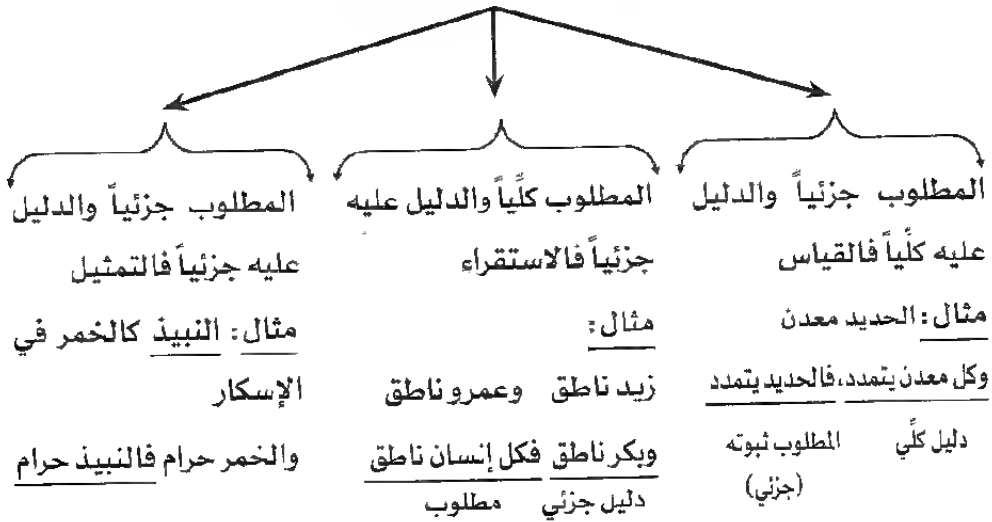 المطلوب جزئياً والدليل
عليه كلِّياً فالقياس
مثال: الحديد معدن
وكل معدن يتمدد، فالحديد يتمدد
دليل كلِّي
المطلوب ثبوته
(جزئي)
المطلوب كلِّياً والدليل عليه
جزئياً فالاستقراء
مثال:
زيد ناطق وعمرو ناطق
وبكر ناطق فكل إنسان ناطق
دليل جزئي مطلوب
المطلوب جزئياً والدليل
عليه جزئياً فالتمثيل
مثال: النبيذ كالخمر في
الإسكار
والخمر حرام فالنبيذ حرام